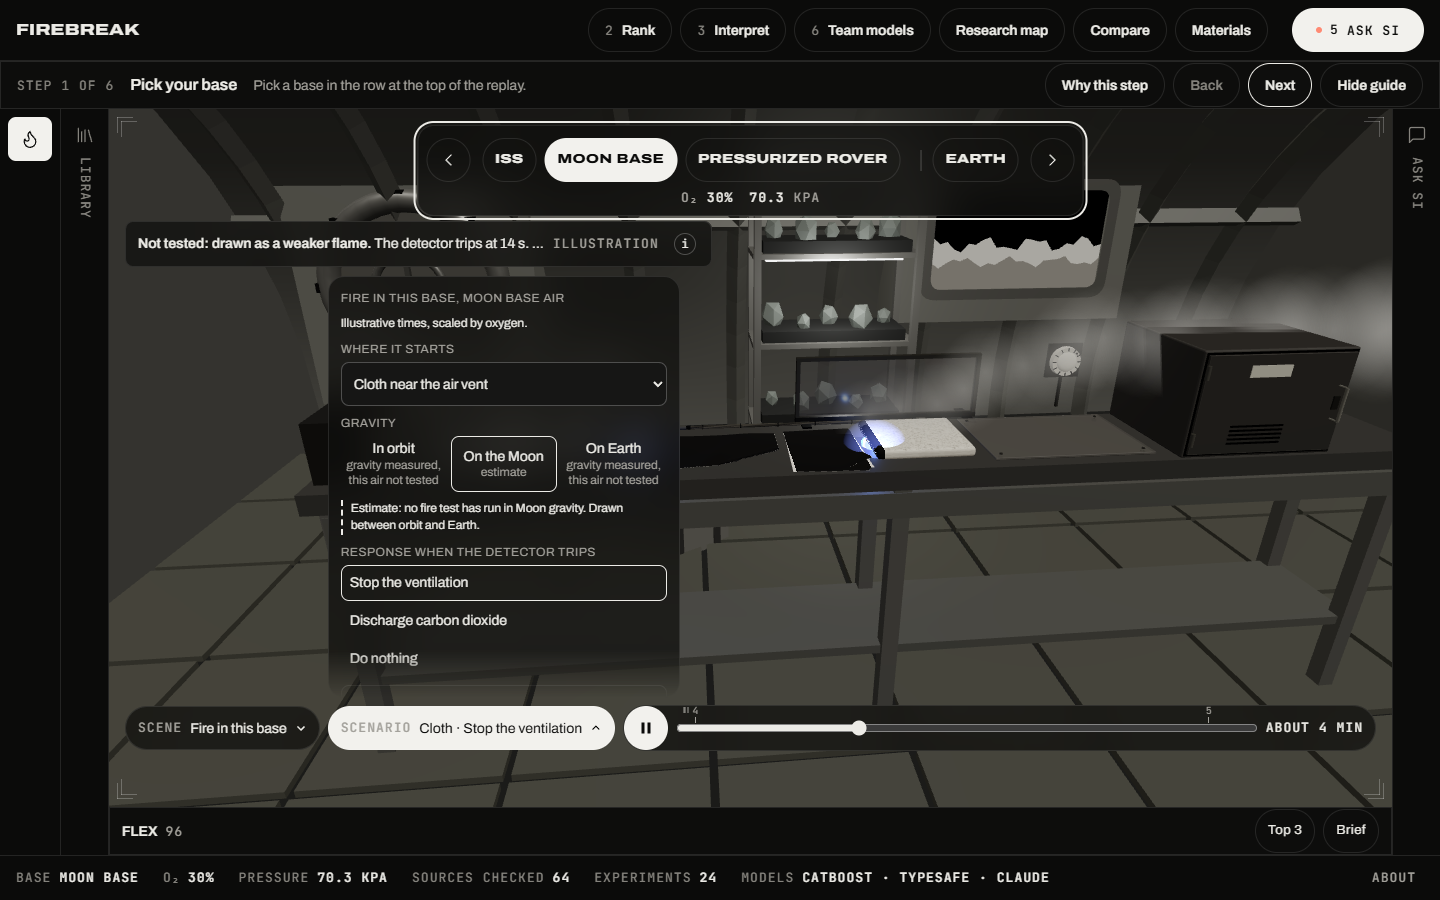 FIREBREAK
2 Rank
3 Interpret
6 Team models
Research map
Compare
Materials
5 ASK SI
STEP 1 OF 6
Pick your base
Pick a base in the row at the top of the replay.
Why this step
Back
Next
Hide guide
LIBRARY
ASK SI
ISS
MOON BASE
PRESSURIZED ROVER
EARTH
O₂ 30% 70.3 KPA
Not tested: drawn as a weaker flame. The detector trips at 14 s. ...
ILLUSTRATION
i
FIRE IN THIS BASE, MOON BASE AIR
Illustrative times, scaled by oxygen.
WHERE IT STARTS
Cloth near the air vent
GRAVITY
In orbit
gravity measured,
this air not tested
On the Moon
estimate
On Earth
gravity measured,
this air not tested
Estimate: no fire test has run in Moon gravity. Drawn
between orbit and Earth.
RESPONSE WHEN THE DETECTOR TRIPS
Stop the ventilation
Discharge carbon dioxide
Do nothing
SCENE Fire in this base
SCENARIO Cloth · Stop the ventilation
4
5
ABOUT 4 MIN
FLEX 96
Top 3
Brief
BASE MOON BASE
O₂ 30%
PRESSURE 70.3 KPA
SOURCES CHECKED 64
EXPERIMENTS 24
MODELS CATBOOST · TYPESAFE · CLAUDE
ABOUT